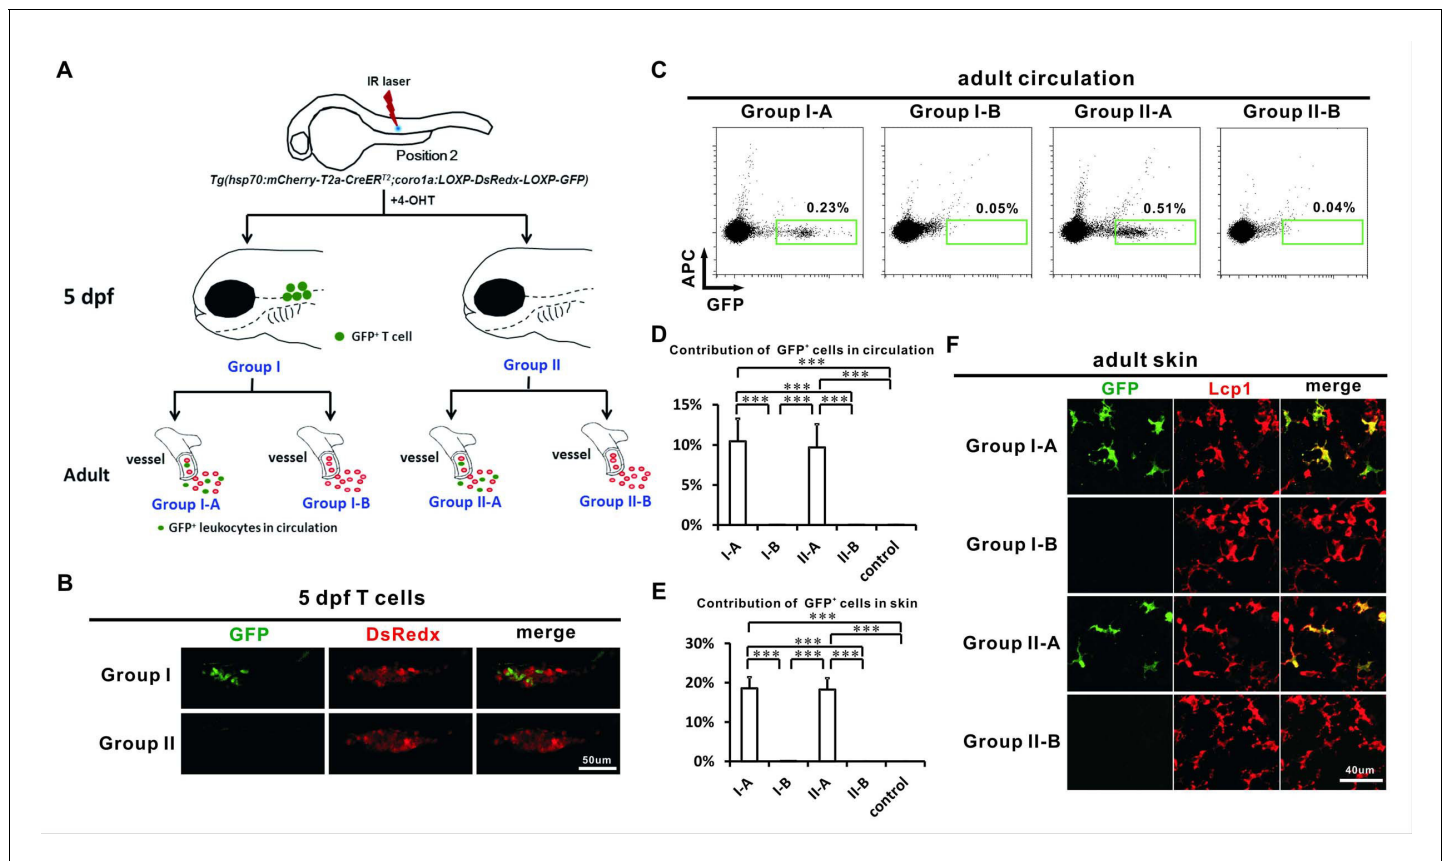 A
IR laser
Position 2
Tg(hsp70:mCherry-T2a-CreER^T2;coro1a:LOXP-DsRedx-LOXP-GFP)
+4-OHT
5 dpf
GFP⁺ T cell
Group I
Group II
Adult
vessel
vessel
vessel
vessel
Group I-A
Group I-B
Group II-A
Group II-B
GFP⁺ leukocytes in circulation
B
5 dpf T cells
GFP
DsRedx
merge
Group I
Group II
50um
C
adult circulation
Group I-A
Group I-B
Group II-A
Group II-B
0.23%
0.05%
0.51%
0.04%
APC
GFP
D
Contribution of GFP⁺ cells in circulation
***
***
***
*** *** ***
15%
10%
5%
0%
I-A
I-B
II-A
II-B
control
E
Contribution of GFP⁺ cells in skin
***
***
***
*** *** ***
30%
20%
10%
0%
I-A
I-B
II-A
II-B
control
F
adult skin
GFP
Lcp1
merge
Group I-A
Group I-B
Group II-A
Group II-B
40um